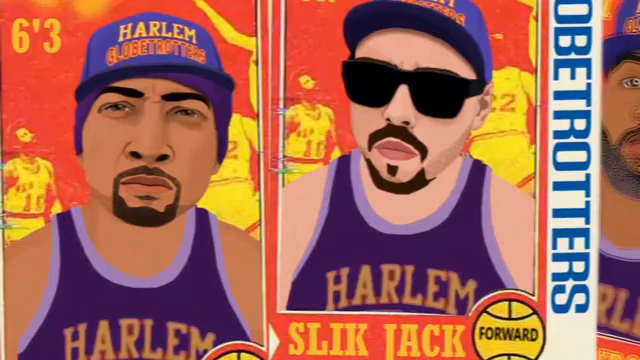 6'3
HARLEM
GLOBETROTTERS
HARLEM
HARLEM
SLIK JACK
FORWARD
OBETROTTERS